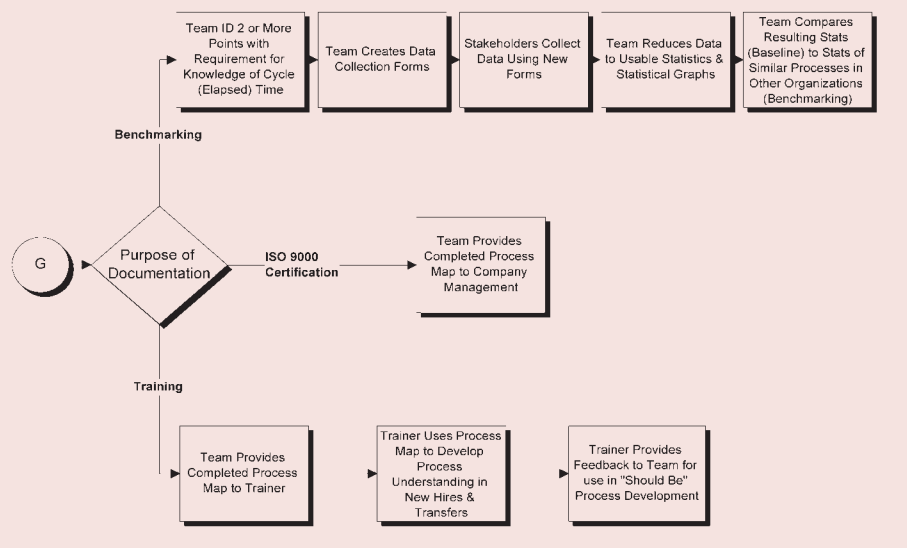 Team ID 2 or More
Points with
Requirement for
Knowledge of Cycle
(Elapsed) Time
Team Creates Data
Collection Forms
Stakeholders Collect
Data Using New
Forms
Team Reduces Data
to Usable Statistics &
Statistical Graphs
Team Compares
Resulting Stats
(Baseline) to Stats of
Similar Processes in
Other Organizations
(Benchmarking)
Benchmarking
G
Purpose of
Documentation
ISO 9000
Certification
Team Provides
Completed Process
Map to Company
Management
Training
Team Provides
Completed Process
Map to Trainer
Trainer Uses Process
Map to Develop
Process
Understanding in
New Hires &
Transfers
Trainer Provides
Feedback to Team for
use in "Should Be"
Process Development